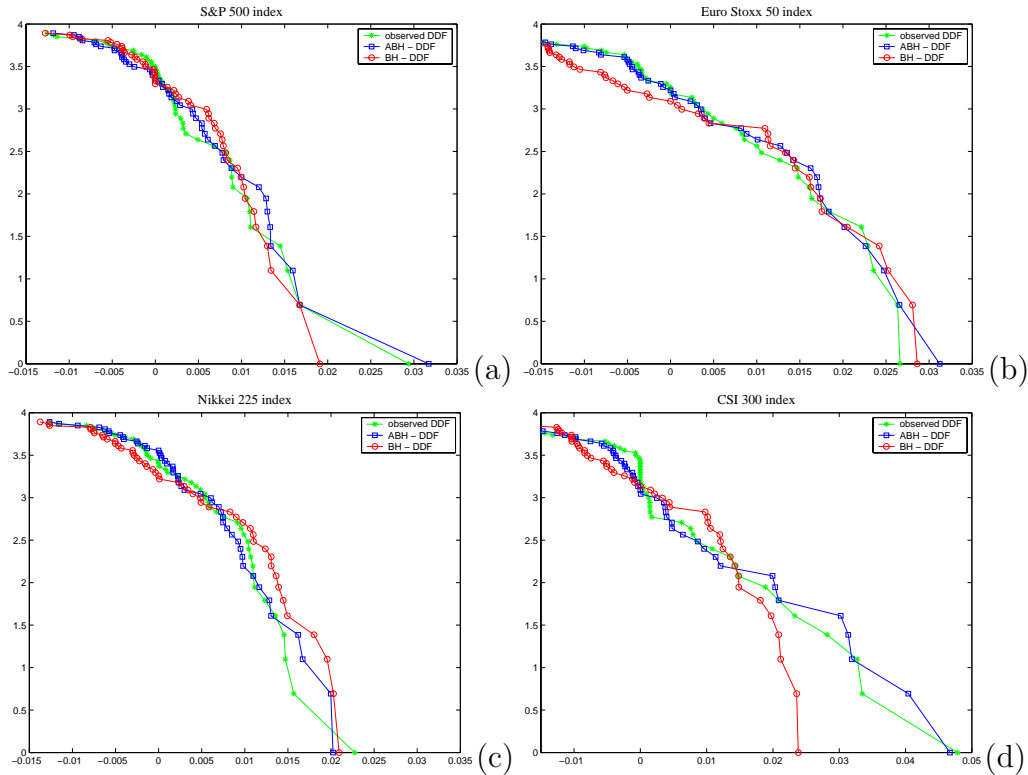 S&P 500 index
observed DDF
ABH – DDF
BH – DDF
4
3.5
3
2.5
2
1.5
1
0.5
0
-0.015 -0.01 -0.005 0 0.005 0.01 0.015 0.02 0.025 0.03 0.035
(a)
Euro Stoxx 50 index
observed DDF
ABH – DDF
BH – DDF
4
3.5
3
2.5
2
1.5
1
0.5
0
-0.015 -0.01 -0.005 0 0.005 0.01 0.015 0.02 0.025 0.03 0.035
(b)
Nikkei 225 index
observed DDF
ABH – DDF
BH – DDF
4
3.5
3
2.5
2
1.5
1
0.5
0
-0.015 -0.01 -0.005 0 0.005 0.01 0.015 0.02 0.025 0.03 0.035
(c)
CSI 300 index
observed DDF
ABH – DDF
BH – DDF
4
3.5
3
2.5
2
1.5
1
0.5
0
-0.01 0 0.01 0.02 0.03 0.04 0.05
(d)